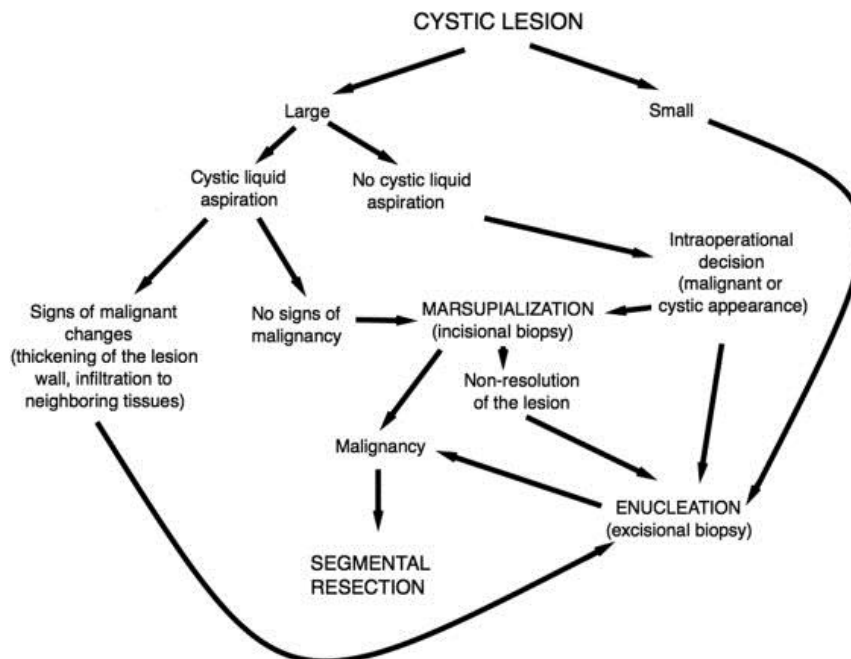 CYSTIC LESION
Large
Small
Cystic liquid
aspiration
No cystic liquid
aspiration
Intraoperational
decision
(malignant or
cystic appearance)
Signs of malignant
changes
(thickening of the lesion
wall, infiltration to
neighboring tissues)
No signs of
malignancy
MARSUPIALIZATION
(incisional biopsy)
Non-resolution
of the lesion
Malignancy
ENUCLEATION
(excisional biopsy)
SEGMENTAL
RESECTION